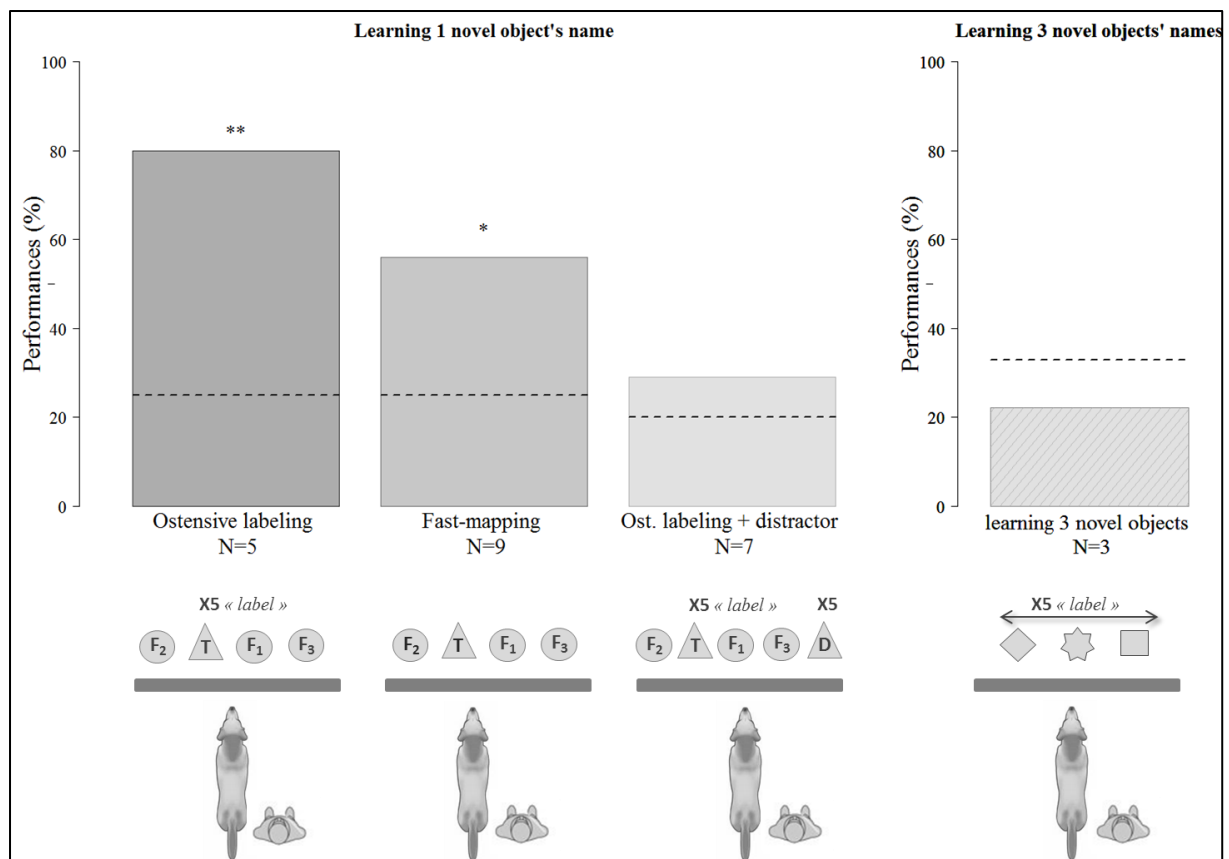 Learning 1 novel object's name
Learning 3 novel objects' names
Performances (%)
100
80
60
40
20
0
**
*
Ostensive labeling
N=5
Fast-mapping
N=9
Ost. labeling + distractor
N=7
Performances (%)
100
80
60
40
20
0
learning 3 novel objects
N=3
X5 « label »
F2 T F1 F3
F2 T F1 F3
X5 « label » X5
F2 T F1 F3 D
X5 « label »